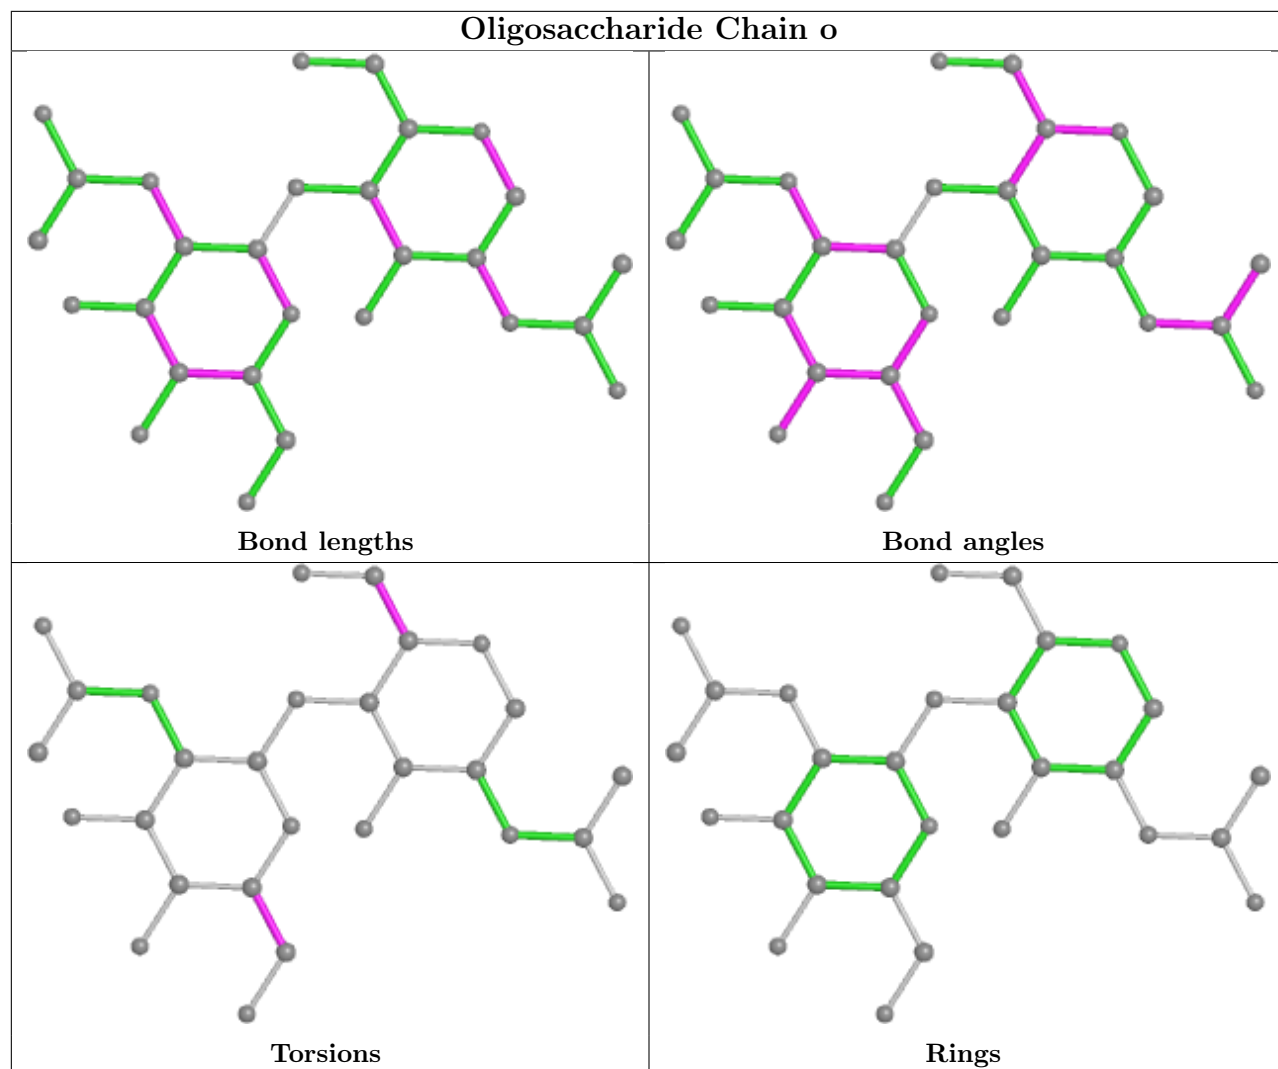 Oligosaccharide Chain o
Bond lengths
Bond angles
Torsions
Rings